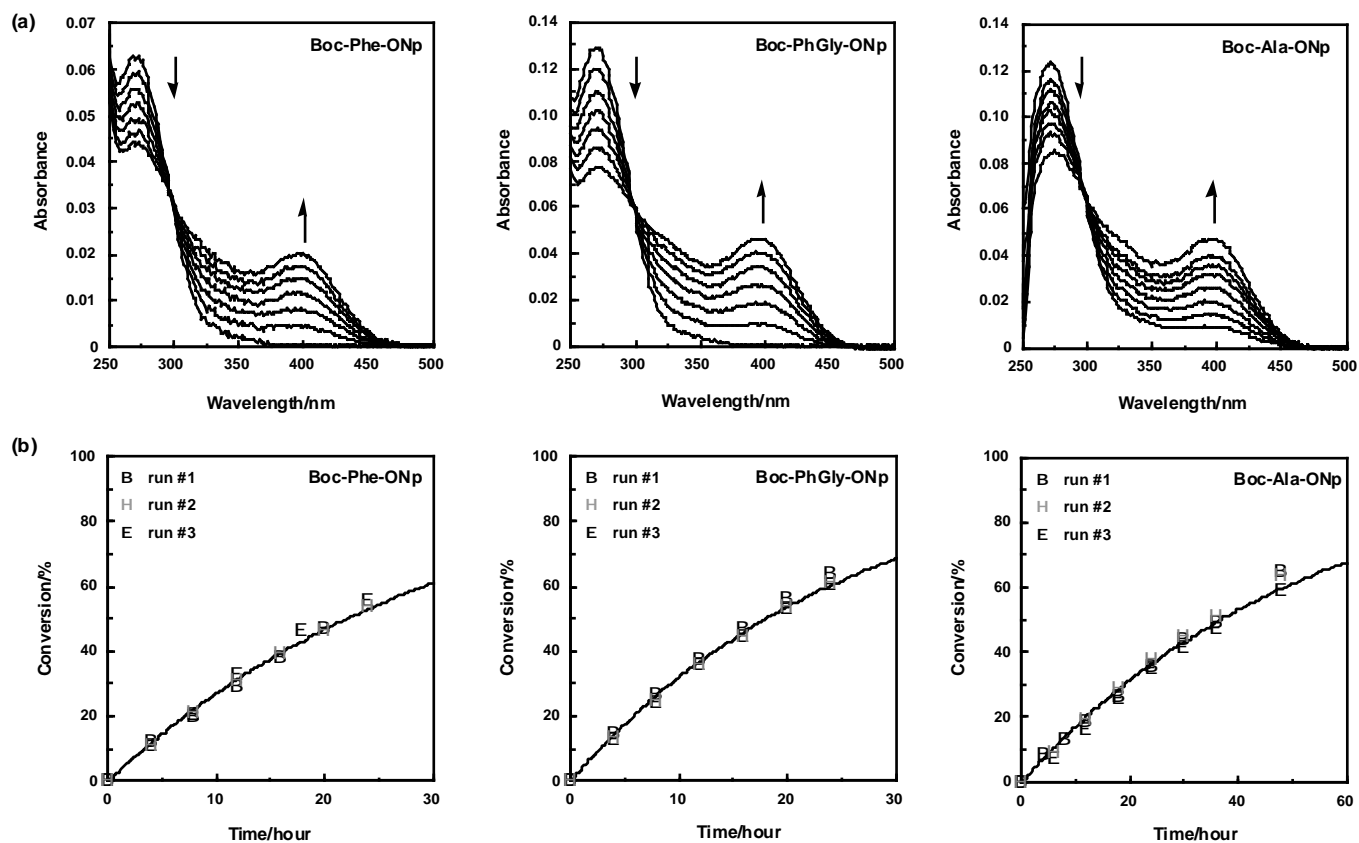 (a)
Boc-Phe-ONp
0.07
0.06
0.05
0.04
0.03
0.02
0.01
0
Absorbance
250 300 350 400 450 500
Wavelength/nm
Boc-PhGly-ONp
0.14
0.12
0.10
0.08
0.06
0.04
0.02
0
Absorbance
250 300 350 400 450 500
Wavelength/nm
Boc-Ala-ONp
0.14
0.12
0.10
0.08
0.06
0.04
0.02
0
Absorbance
250 300 350 400 450 500
Wavelength/nm
(b)
Boc-Phe-ONp
B run #1
H run #2
E run #3
100
80
60
40
20
0
Conversion/%
0 10 20 30
Time/hour
Boc-PhGly-ONp
B run #1
H run #2
E run #3
100
80
60
40
20
0
Conversion/%
0 10 20 30
Time/hour
Boc-Ala-ONp
B run #1
H run #2
E run #3
100
80
60
40
20
0
Conversion/%
0 20 40 60
Time/hour